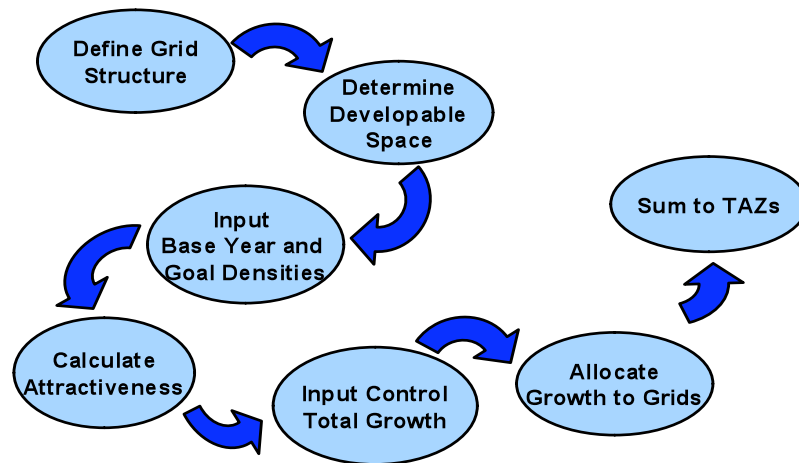 Define Grid
Structure
Determine
Developable
Space
Input
Base Year and
Goal Densities
Calculate
Attractiveness
Input Control
Total Growth
Allocate
Growth to Grids
Sum to TAZs